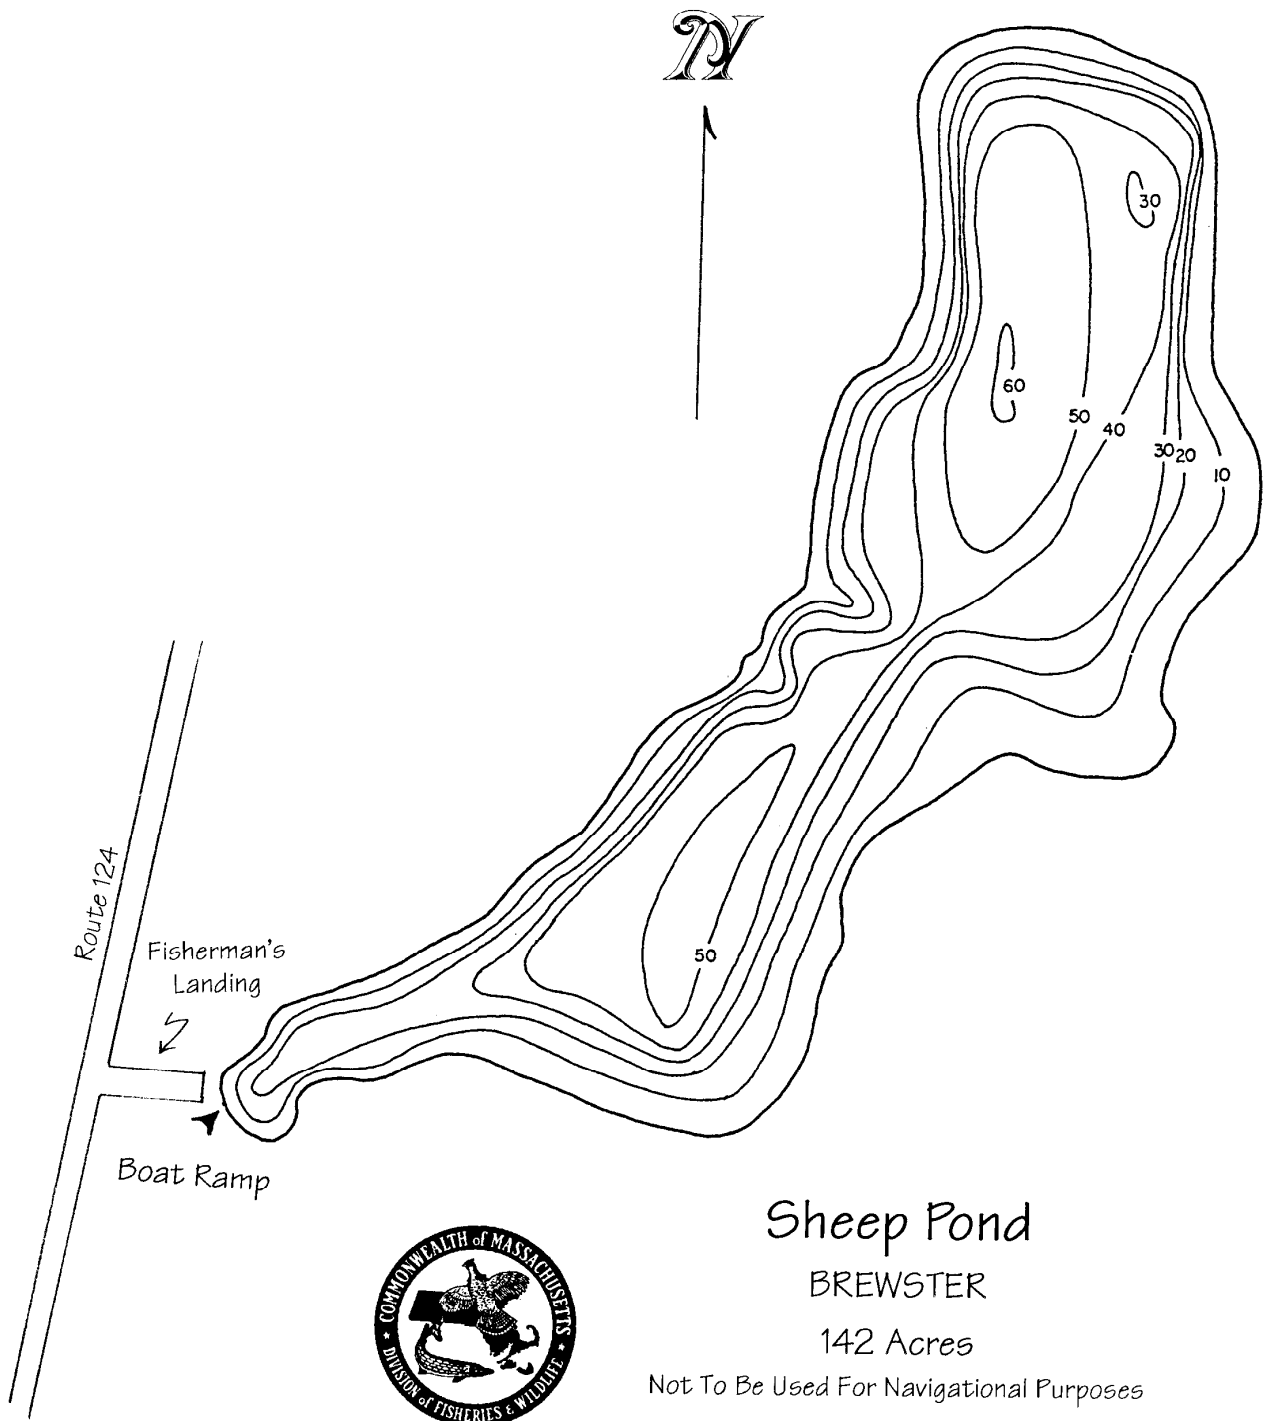 N
30
60
50
40
30
20
10
50
Route 124
Fisherman's
Landing
Boat Ramp
COMMONWEALTH of MASSACHUSETTS
DIVISION of FISHERIES & WILDLIFE
Sheep Pond
BREWSTER
142 Acres
Not To Be Used For Navigational Purposes